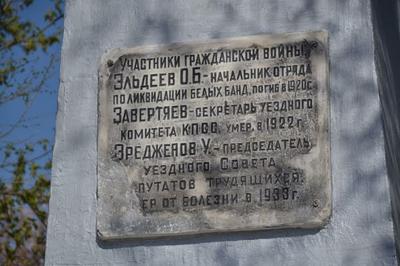 Участники гражданской войны
Эльдеев О.Б.-начальник отряда
по ликвидации белых банд, погиб в 1920г.
Завертяев-секретарь уездного
комитета КПСС, умер в 1922г.
Эредженов У.-председатель
уездного Совета
путатов трудящихся,
ер от болезни в 1933г.